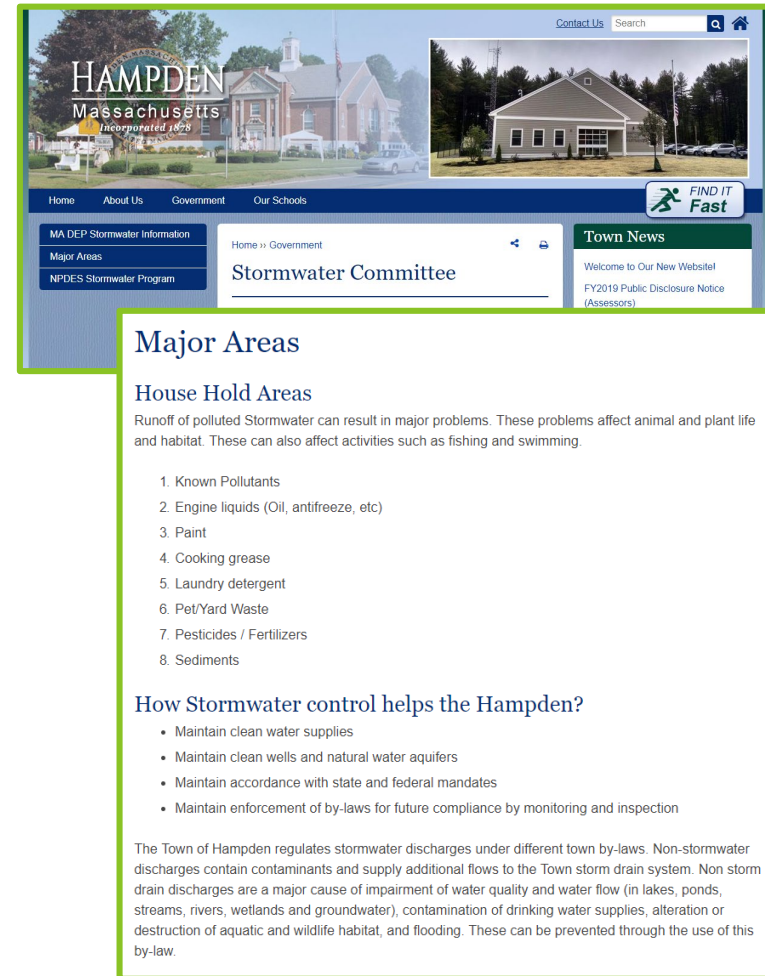 Contact Us Search
HAMPDEN
Massachusetts
Incorporated 1878
Home About Us Government Our Schools
FIND IT
Fast
MA DEP Stormwater Information
Major Areas
NPDES Stormwater Program
Home ›› Government
Stormwater Committee
Town News
Welcome to Our New Website!
FY2019 Public Disclosure Notice
(Assessors)
Major Areas
House Hold Areas
Runoff of polluted Stormwater can result in major problems. These problems affect animal and plant life
and habitat. These can also affect activities such as fishing and swimming.
1. Known Pollutants
2. Engine liquids (Oil, antifreeze, etc)
3. Paint
4. Cooking grease
5. Laundry detergent
6. Pet/Yard Waste
7. Pesticides / Fertilizers
8. Sediments
How Stormwater control helps the Hampden?
• Maintain clean water supplies
• Maintain clean wells and natural water aquifers
• Maintain accordance with state and federal mandates
• Maintain enforcement of by-laws for future compliance by monitoring and inspection
The Town of Hampden regulates stormwater discharges under different town by-laws. Non-stormwater
discharges contain contaminants and supply additional flows to the Town storm drain system. Non storm
drain discharges are a major cause of impairment of water quality and water flow (in lakes, ponds,
streams, rivers, wetlands and groundwater), contamination of drinking water supplies, alteration or
destruction of aquatic and wildlife habitat, and flooding. These can be prevented through the use of this
by-law.